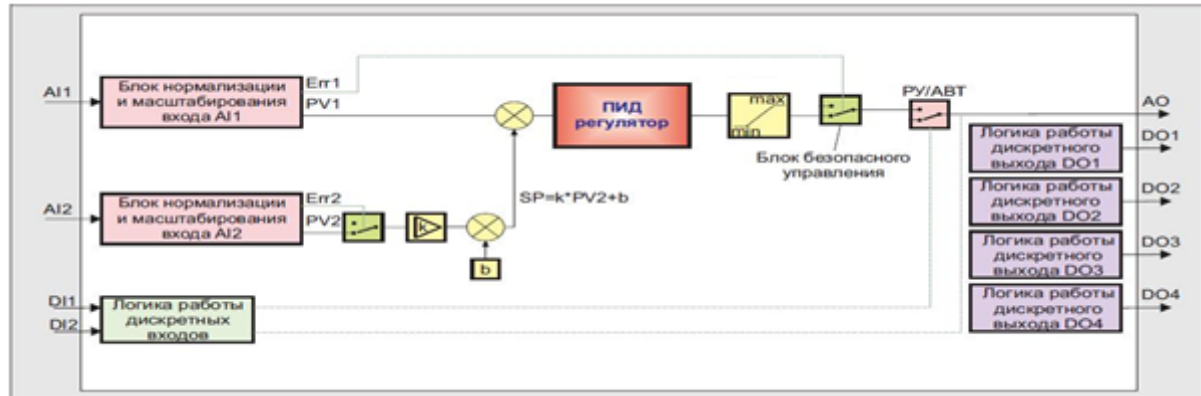 AI1
Блок нормализации
и масштабирования
входа AI1
Err1
PV1
ПИД
регулятор
max
min
РУ/АВТ
AO
Блок безопасного
управления
Логика работы
дискретного
выхода DO1
DO1
AI2
Блок нормализации
и масштабирования
входа AI2
Err2
PV2
k
SP=k*PV2+b
b
Логика работы
дискретного
выхода DO2
DO2
Логика работы
дискретного
выхода DO3
DO3
DI1
DI2
Логика работы
дискретных
входов
Логика работы
дискретного
выхода DO4
DO4